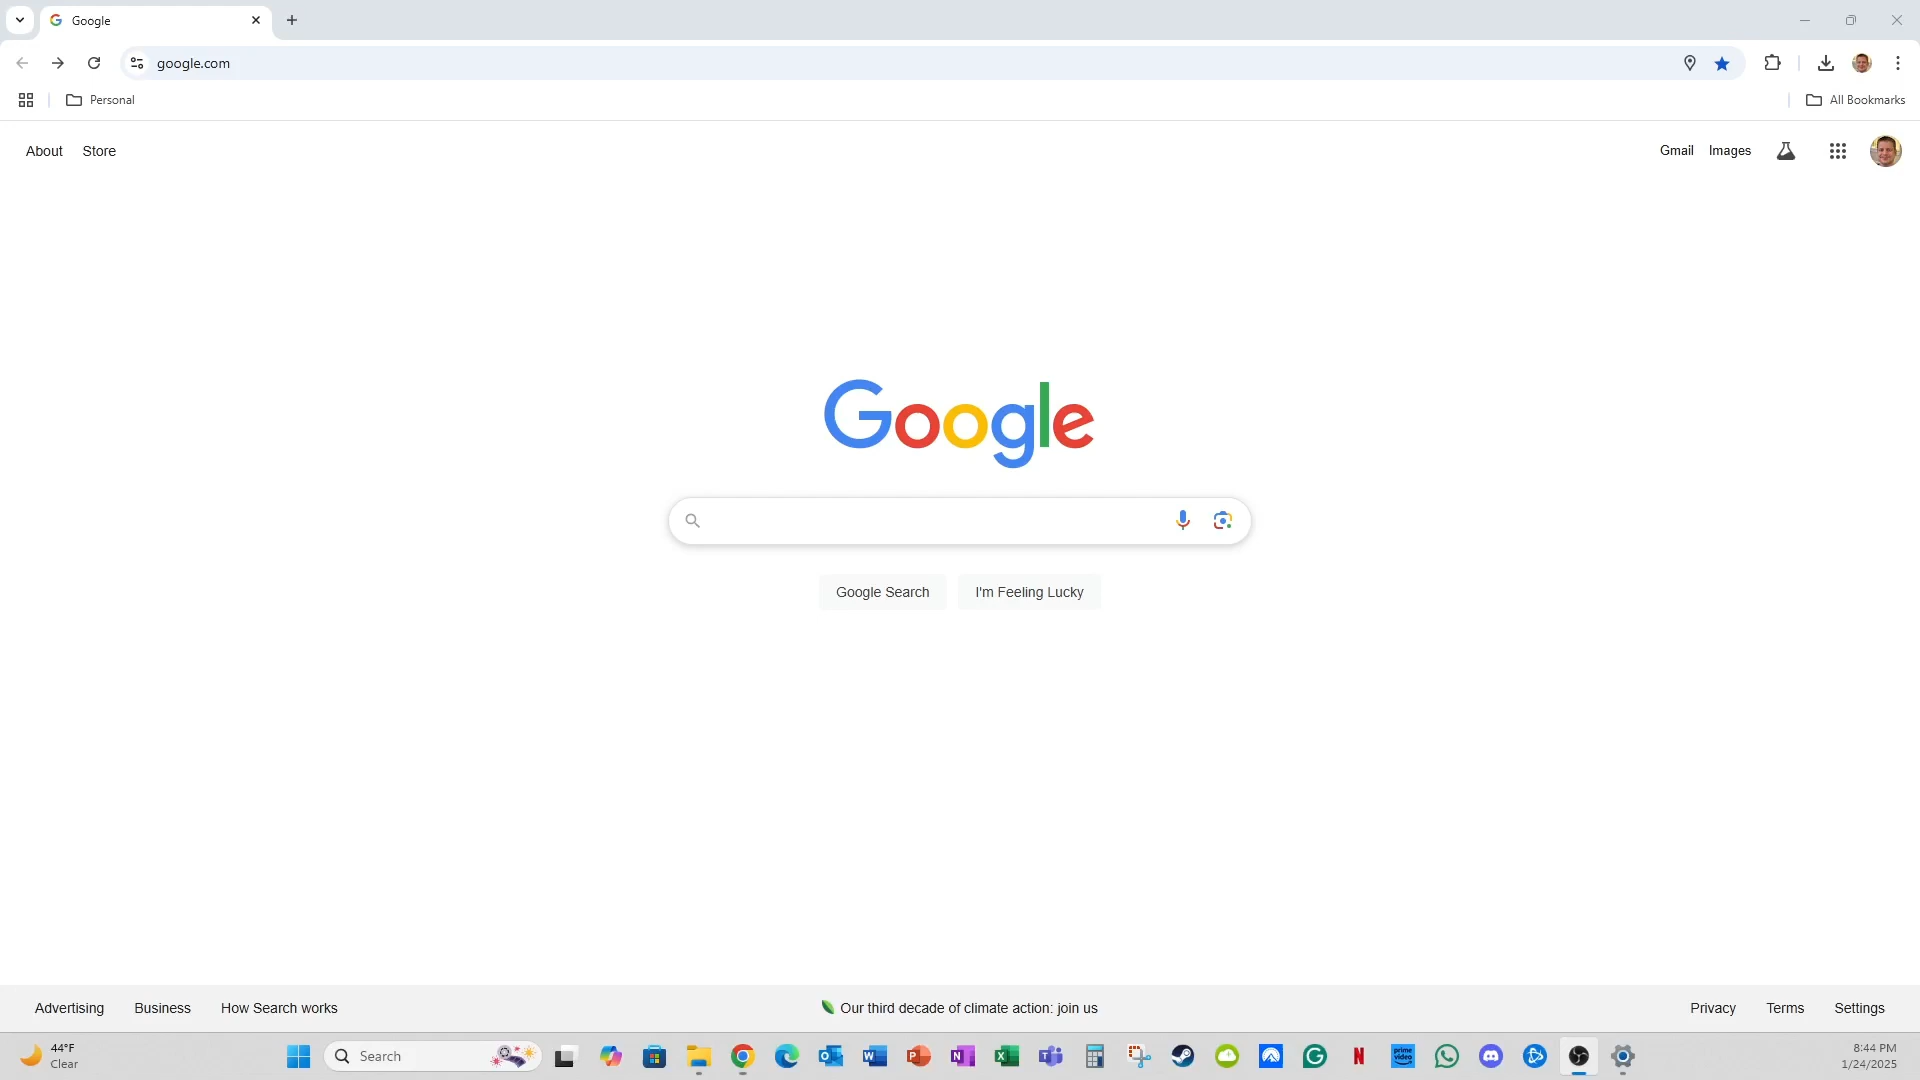 Google
google.com
Personal
All Bookmarks
About Store
Gmail Images
Google
Google Search I'm Feeling Lucky
Advertising Business How Search works
Our third decade of climate action: join us
Privacy Terms Settings
44°F
Clear
Search
8:44 PM
1/24/2025